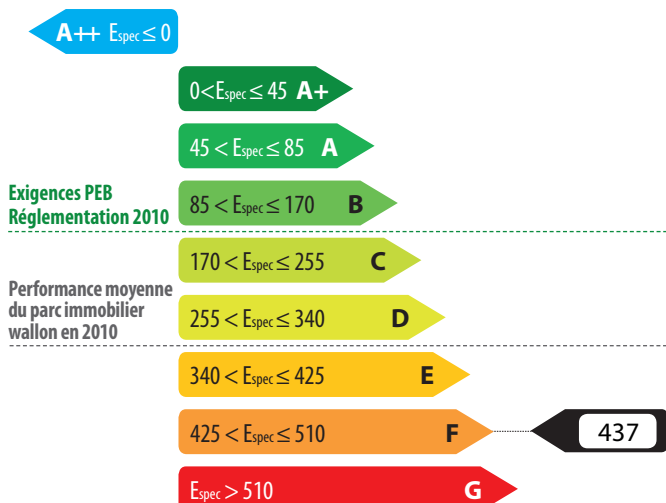 A++ Espec ≤ 0
0 < Espec ≤ 45 A+
45 < Espec ≤ 85 A
Exigences PEB
Réglementation 2010
85 < Espec ≤ 170 B
170 < Espec ≤ 255 C
Performance moyenne
du parc immobilier
wallon en 2010
255 < Espec ≤ 340 D
340 < Espec ≤ 425 E
425 < Espec ≤ 510 F
437
Espec > 510 G